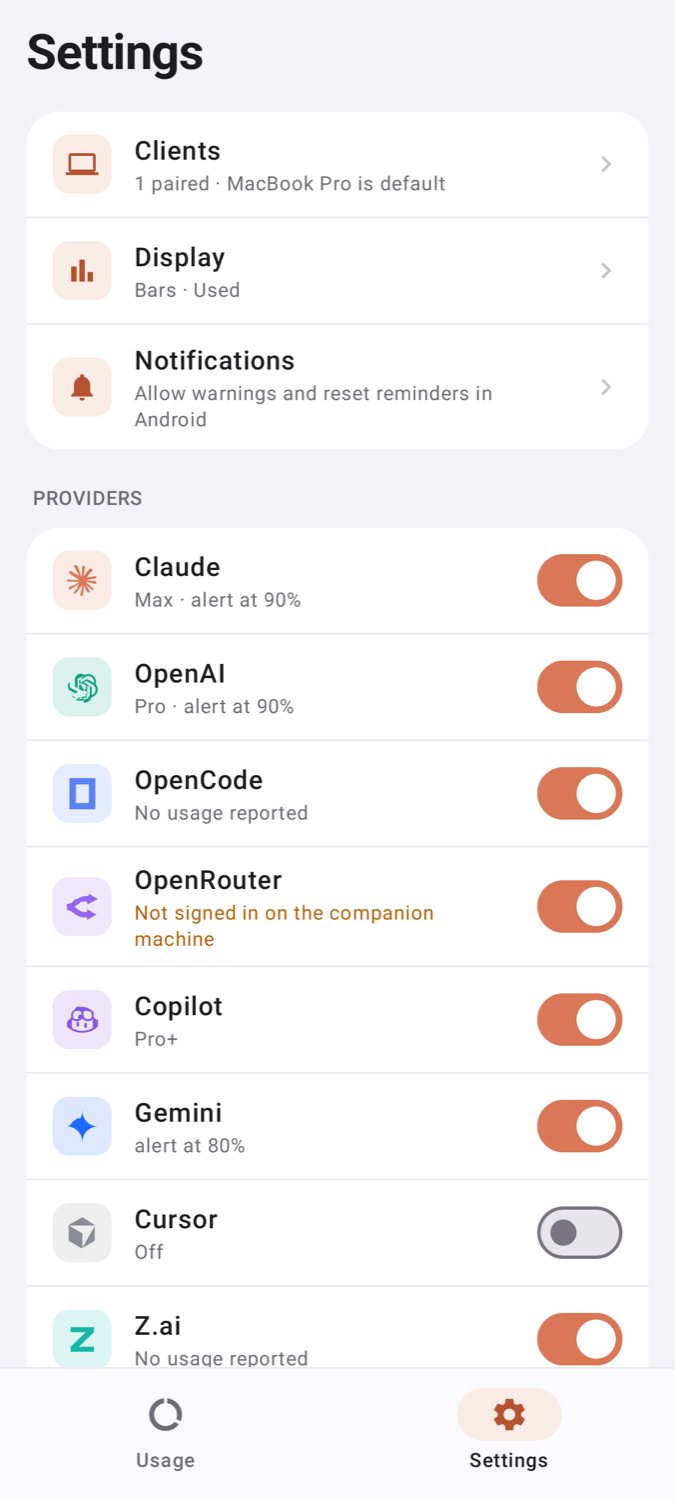 Settings
Clients
1 paired · MacBook Pro is default
Display
Bars · Used
Notifications
Allow warnings and reset reminders in
Android
PROVIDERS
Claude
Max · alert at 90%
OpenAI
Pro · alert at 90%
OpenCode
No usage reported
OpenRouter
Not signed in on the companion
machine
Copilot
Pro+
Gemini
alert at 80%
Cursor
Off
Z.ai
No usage reported
Usage
Settings